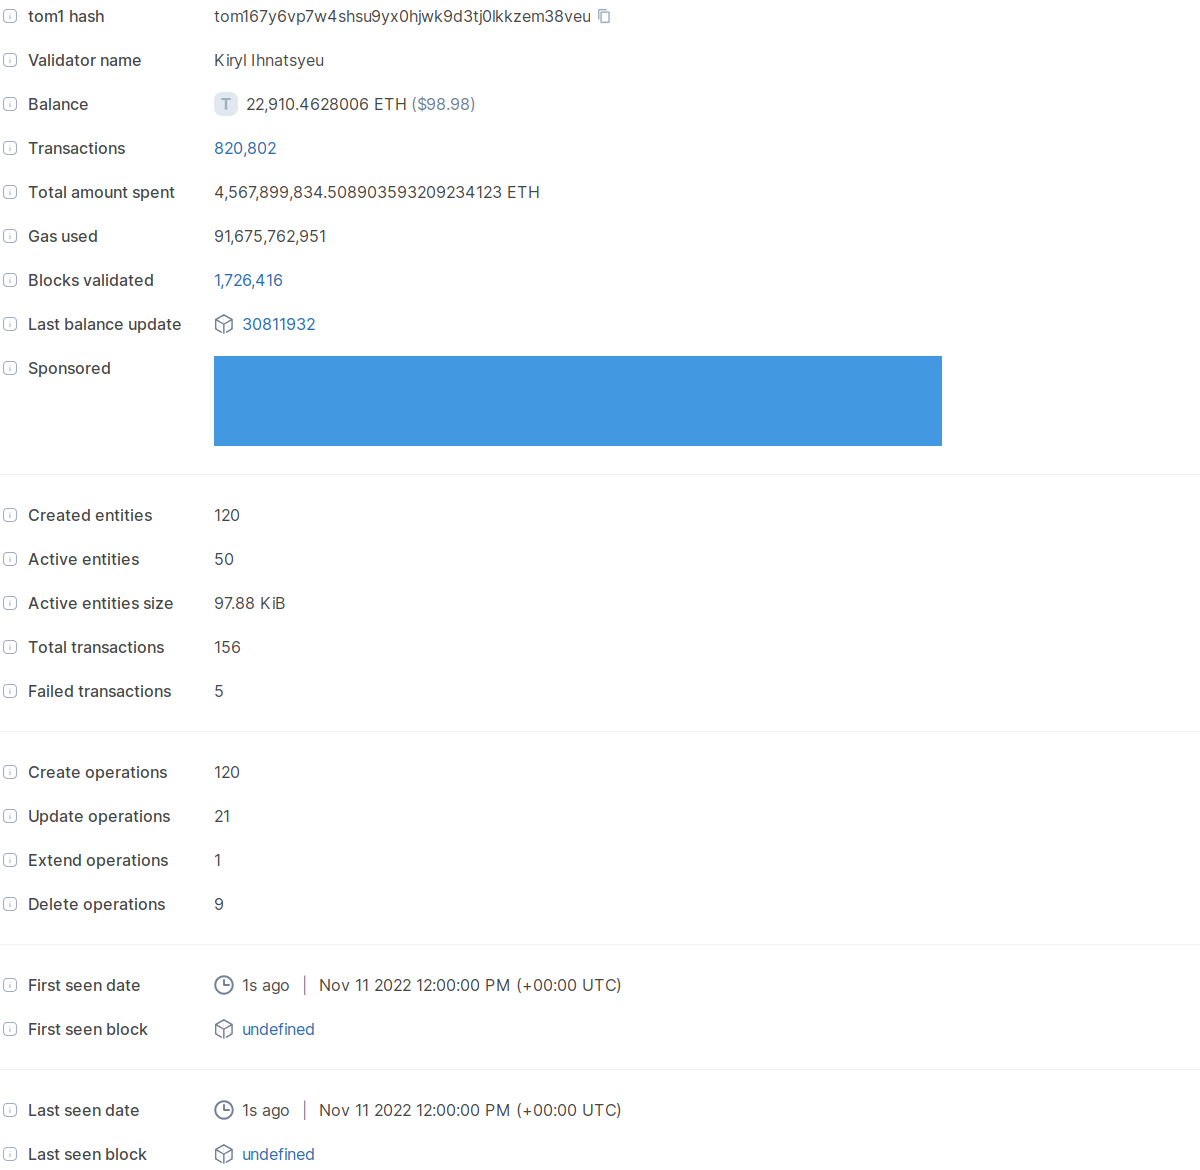 tom1 hash tom167y6vp7w4shsu9yx0hjwk9d3tj0lkkzem38veu
Validator name Kiryl Ihnatsyeu
Balance T 22,910.4628006 ETH ($98.98)
Transactions 820,802
Total amount spent 4,567,899,834.508903593209234123 ETH
Gas used 91,675,762,951
Blocks validated 1,726,416
Last balance update 30811932
Sponsored
Created entities 120
Active entities 50
Active entities size 97.88 KiB
Total transactions 156
Failed transactions 5
Create operations 120
Update operations 21
Extend operations 1
Delete operations 9
First seen date 1s ago | Nov 11 2022 12:00:00 PM (+00:00 UTC)
First seen block undefined
Last seen date 1s ago | Nov 11 2022 12:00:00 PM (+00:00 UTC)
Last seen block undefined